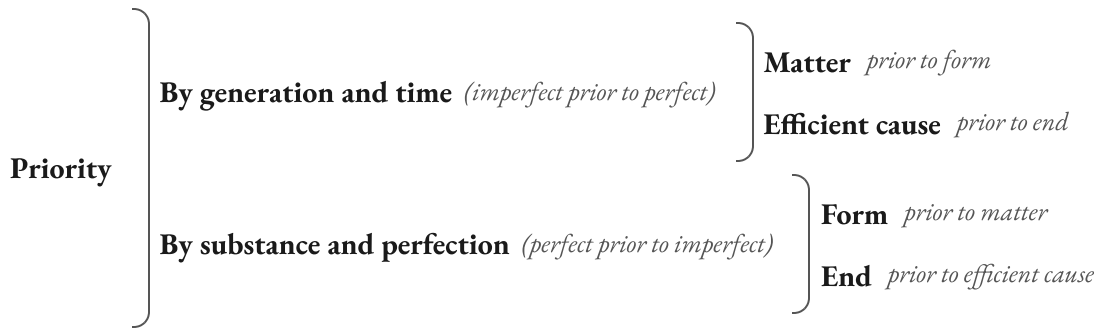 Priority
By generation and time (imperfect prior to perfect)
Matter prior to form
Efficient cause prior to end
By substance and perfection (perfect prior to imperfect)
Form prior to matter
End prior to efficient cause